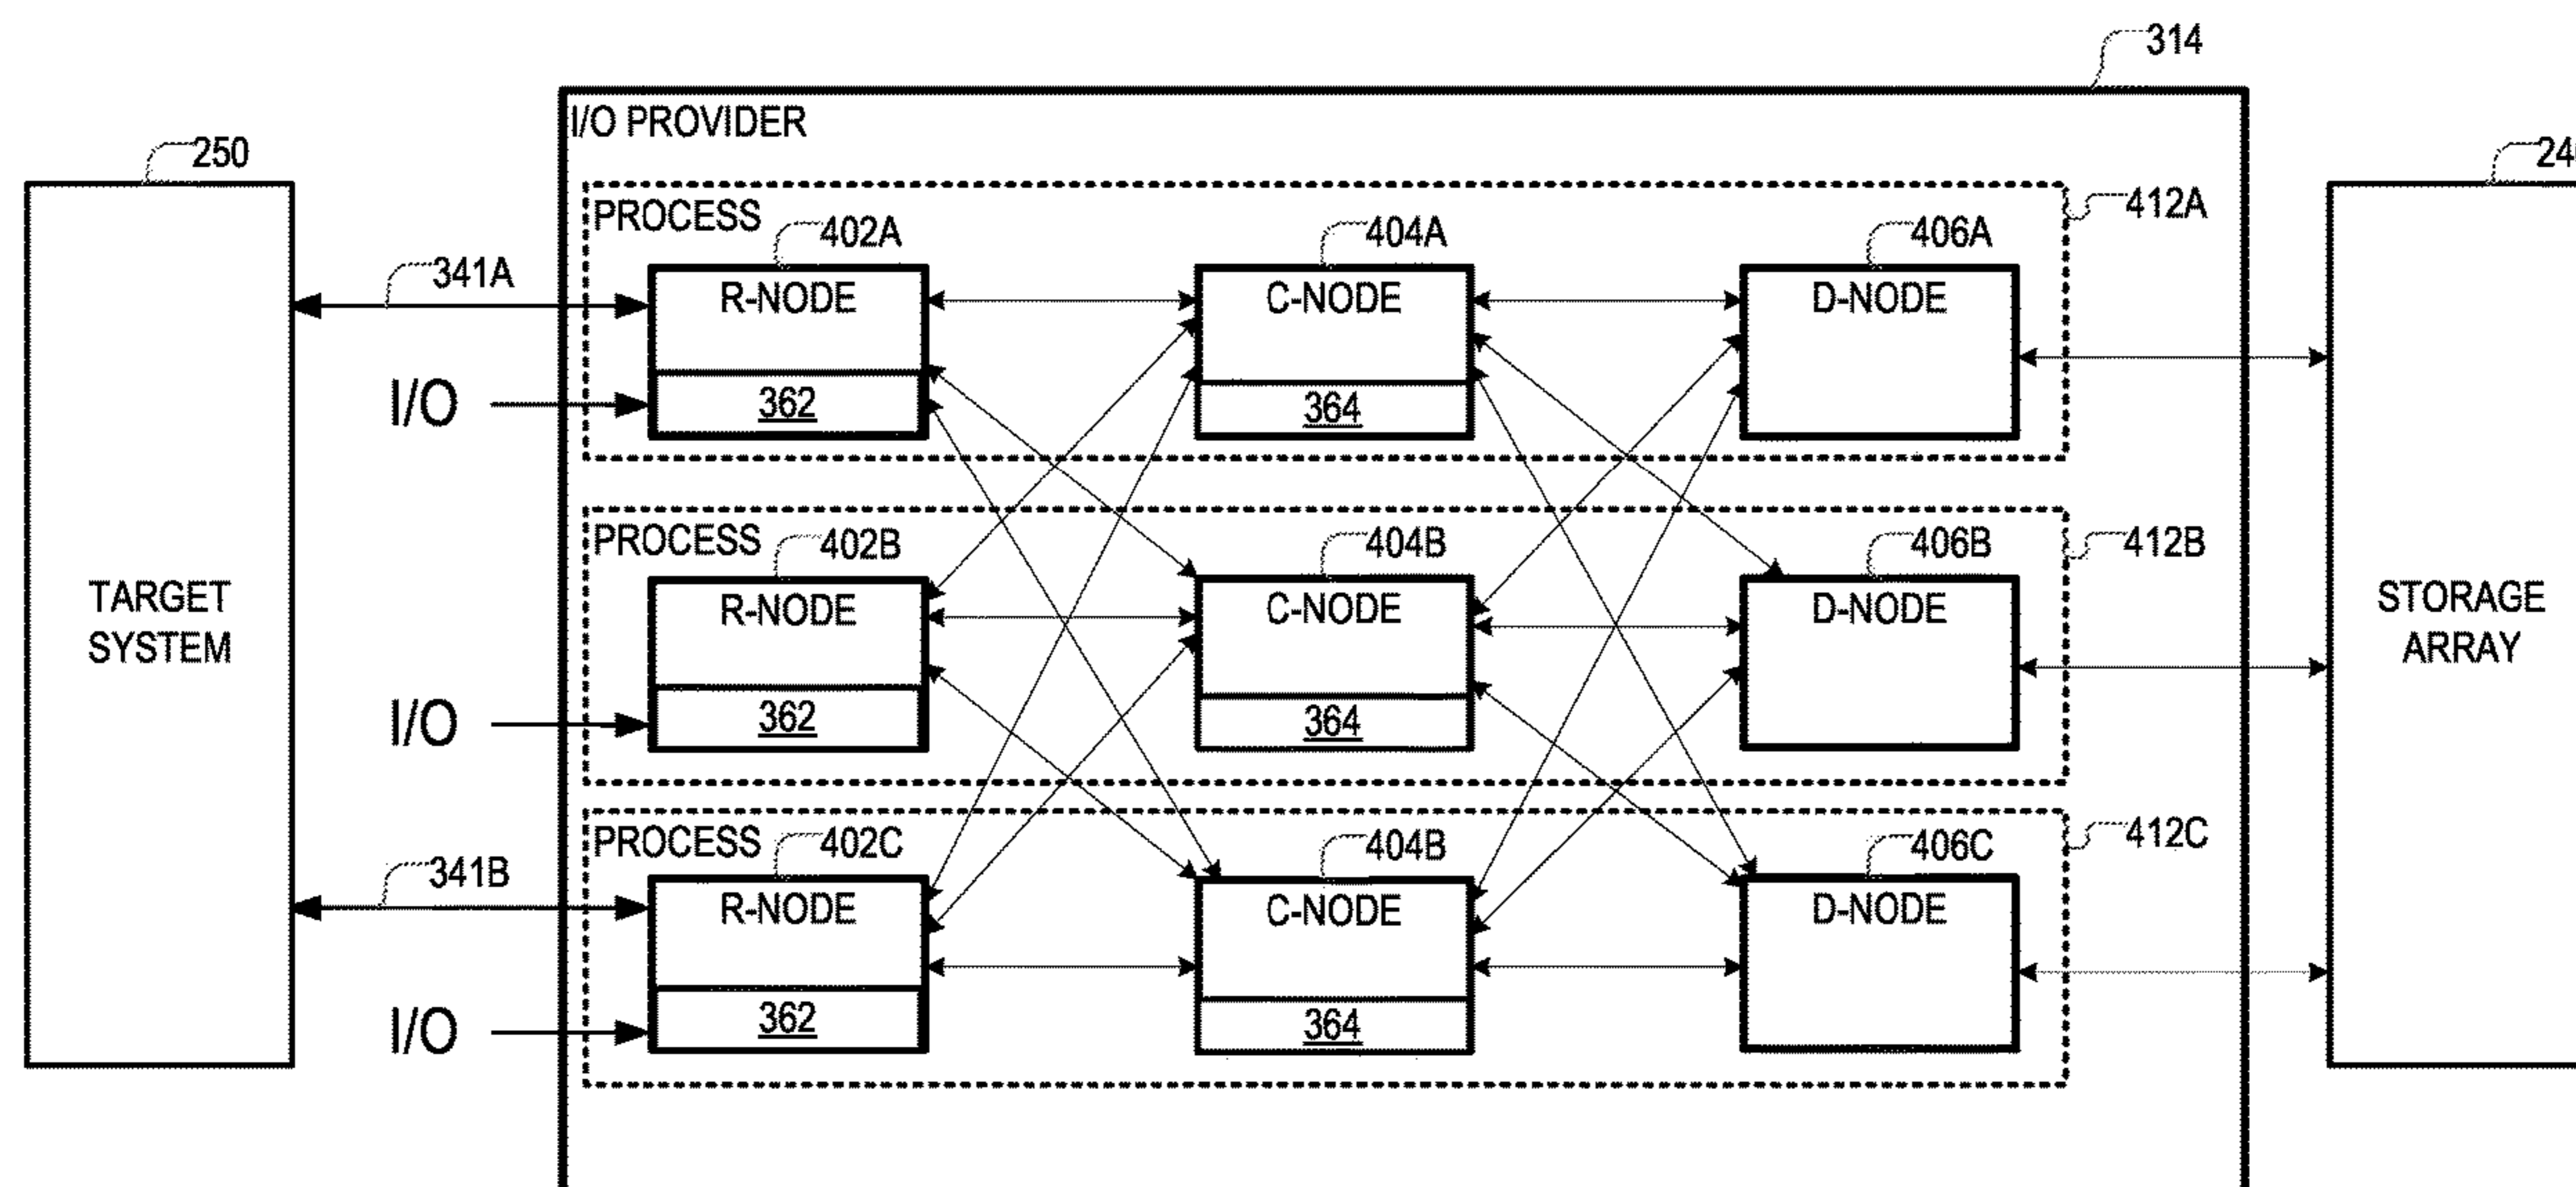 314
I/O PROVIDER
250
PROCESS
412A
402A
404A
406A
341A
R-NODE
C-NODE
D-NODE
I/O
362
364
PROCESS
412B
402B
404B
406B
R-NODE
C-NODE
D-NODE
TARGET
SYSTEM
STORAGE
ARRAY
I/O
362
364
PROCESS
412C
402C
404B
406C
341B
R-NODE
C-NODE
D-NODE
I/O
362
364